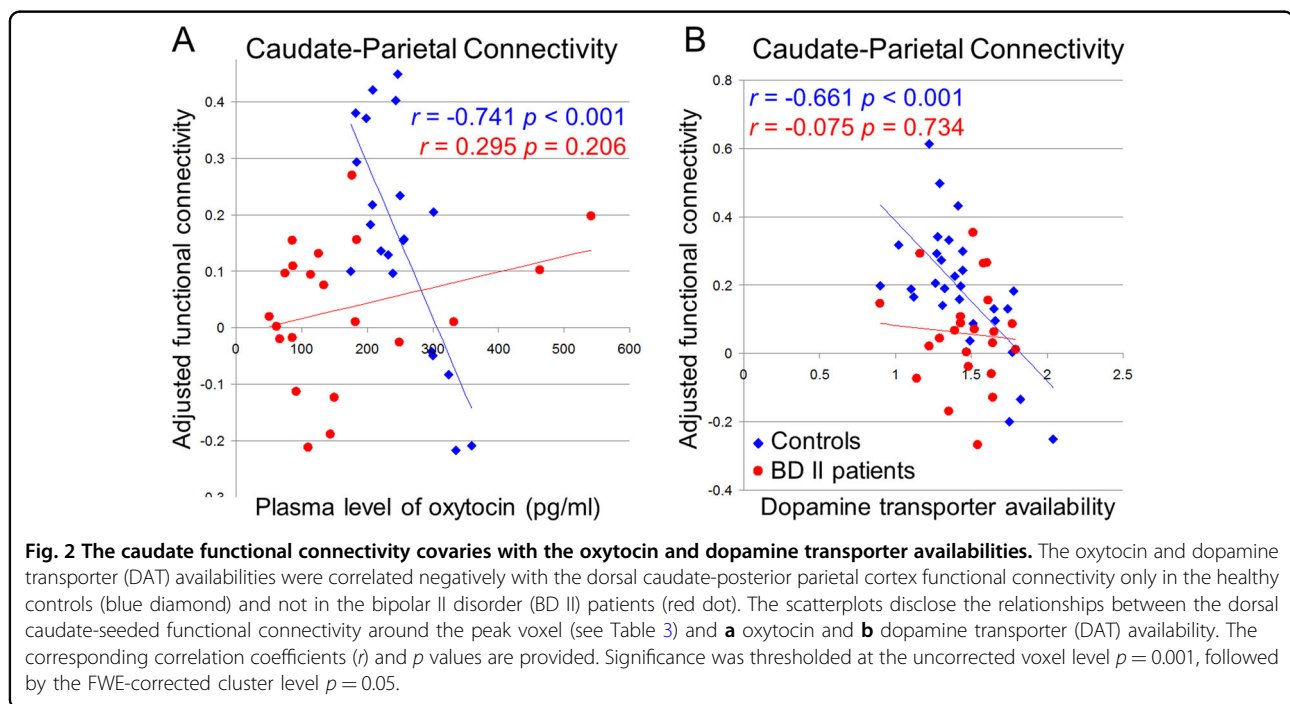 A
Caudate-Parietal Connectivity
r = -0.741 p < 0.001
r = 0.295 p = 0.206
Adjusted functional connectivity
0.4
0.3
0.2
0.1
0
-0.1
-0.2
0 100 200 300 400 500 600
Plasma level of oxytocin (pg/ml)
B
Caudate-Parietal Connectivity
r = -0.661 p < 0.001
r = -0.075 p = 0.734
Adjusted functional connectivity
0.8
0.6
0.4
0.2
0
-0.2
-0.4
0 0.5 1 1.5 2 2.5
Controls
BD II patients
Dopamine transporter availability
Fig. 2 The caudate functional connectivity covaries with the oxytocin and dopamine transporter availabilities. The oxytocin and dopamine
transporter (DAT) availabilities were correlated negatively with the dorsal caudate-posterior parietal cortex functional connectivity only in the healthy
controls (blue diamond) and not in the bipolar II disorder (BD II) patients (red dot). The scatterplots disclose the relationships between the dorsal
caudate-seeded functional connectivity around the peak voxel (see Table 3) and a oxytocin and b dopamine transporter (DAT) availability. The
corresponding correlation coefficients (r) and p values are provided. Significance was thresholded at the uncorrected voxel level p = 0.001, followed
by the FWE-corrected cluster level p = 0.05.